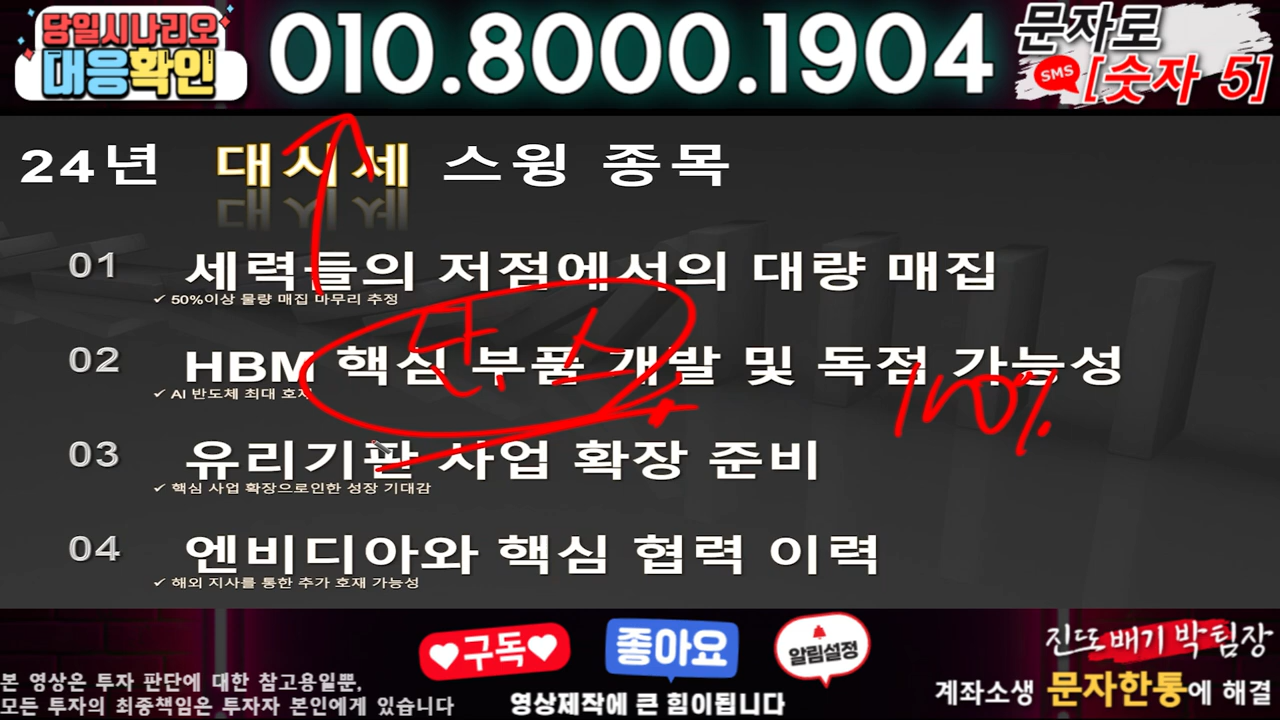 당일시나리오
대응확인
010.8000.1904
문자로
SMS
[숫자 5]
24년 대시세 스윙 종목
01 세력들의 저점에서의 대량 매집
✓ 50%이상 물량 매집 마무리 추정
02 HBM 핵심 부품 개발 및 독점 가능성
✓ AI 반도체 최대 호재
100%
03 유리기판 사업 확장 준비
✓ 핵심 사업 확장으로인한 성장 기대감
04 엔비디아와 핵심 협력 이력
✓ 해외 지사를 통한 추가 호재 가능성
구독
좋아요
알림설정
진또배기 박팀장
본 영상은 투자 판단에 대한 참고용일뿐,
모든 투자의 최종책임은 투자자 본인에게 있습니다
영상제작에 큰 힘이됩니다
계좌소생 문자한통에 해결